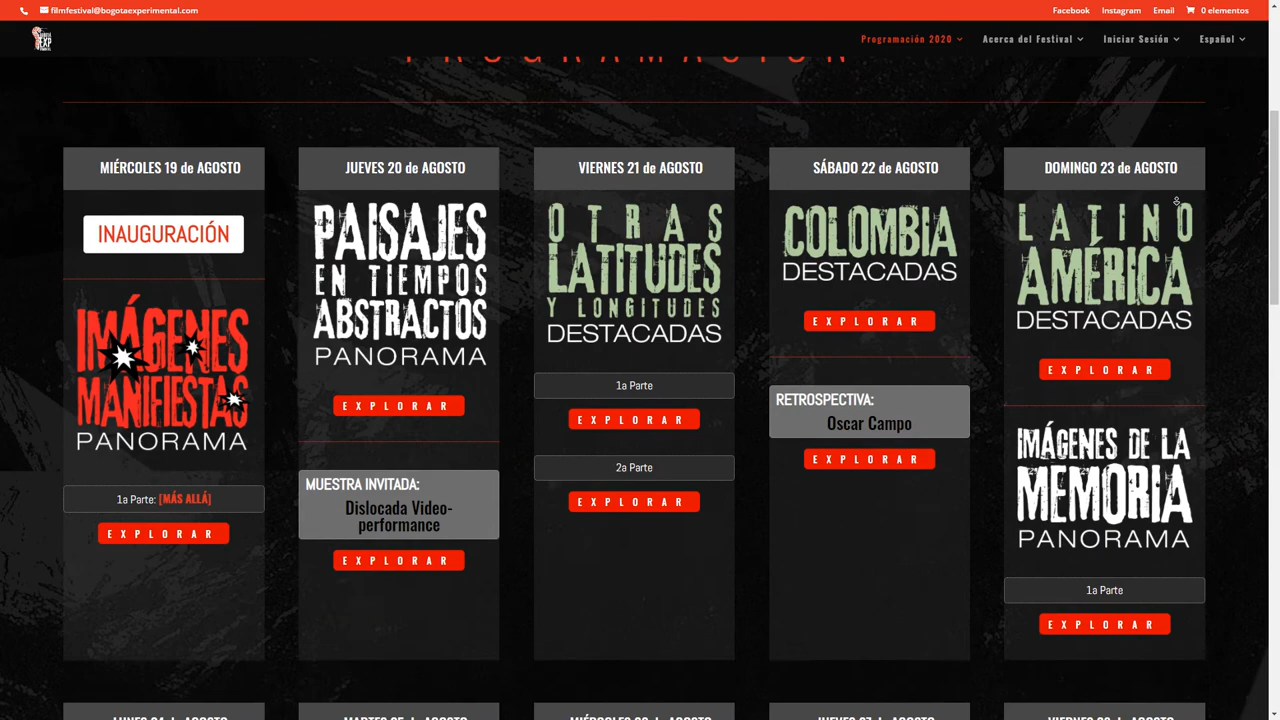 filmfestival@bogotaexperimental.com
Facebook Instagram Email 0 elementos
Programación 2020 Acerca del Festival Iniciar Sesión Español
PROGRAMACIÓN
MIÉRCOLES 19 de AGOSTO
INAUGURACIÓN
IMÁGENES
MANIFIESTAS
PANORAMA
1a Parte: [MÁS ALLÁ]
EXPLORAR
JUEVES 20 de AGOSTO
PAISAJES
EN TIEMPOS
ABSTRACTOS
PANORAMA
EXPLORAR
MUESTRA INVITADA:
Dislocada Video-
performance
EXPLORAR
VIERNES 21 de AGOSTO
OTRAS
LATITUDES
Y LONGITUDES
DESTACADAS
1a Parte
EXPLORAR
2a Parte
EXPLORAR
SÁBADO 22 de AGOSTO
COLOMBIA
DESTACADAS
EXPLORAR
RETROSPECTIVA:
Oscar Campo
EXPLORAR
DOMINGO 23 de AGOSTO
LATINO
AMÉRICA
DESTACADAS
EXPLORAR
IMÁGENES DE LA
MEMORIA
PANORAMA
1a Parte
EXPLORAR